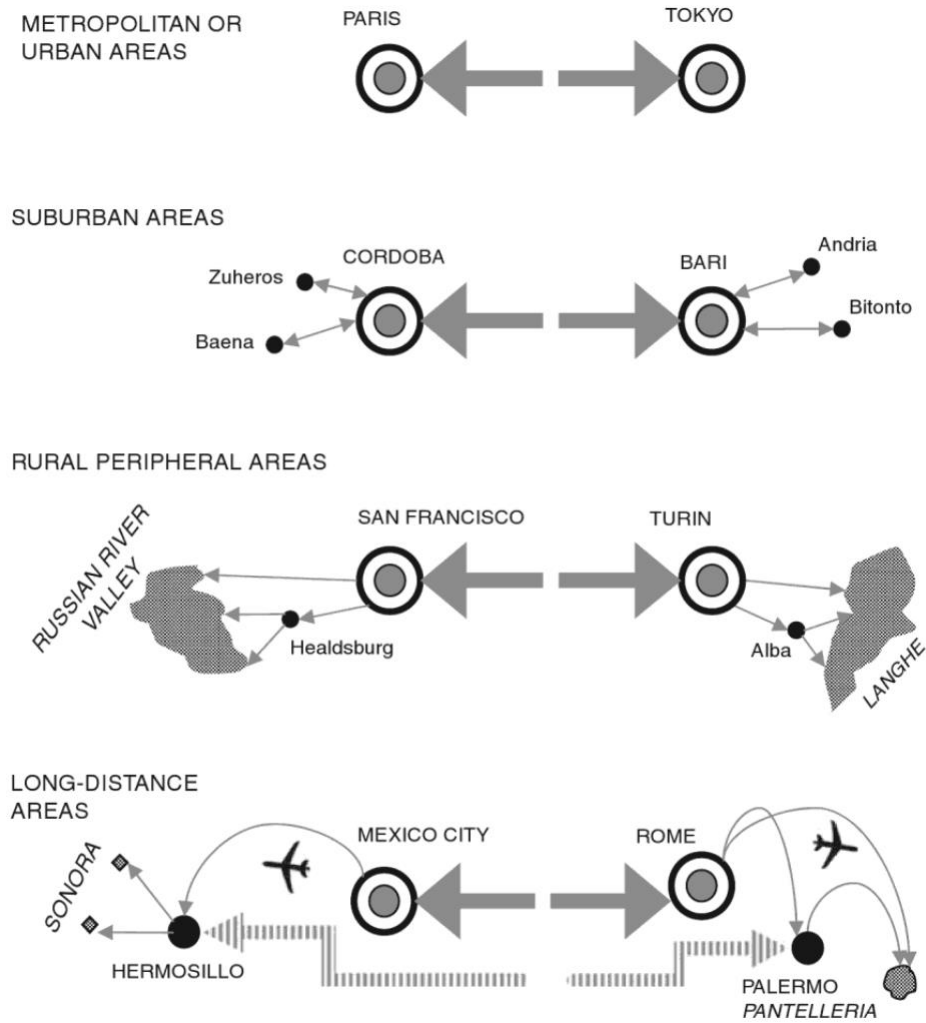 METROPOLITAN OR
URBAN AREAS
PARIS
TOKYO
SUBURBAN AREAS
Zuheros
CORDOBA
Baena
BARI
Andria
Bitonto
RURAL PERIPHERAL AREAS
RUSSIAN RIVER
VALLEY
SAN FRANCISCO
Healdsburg
TURIN
Alba
LANGHE
LONG-DISTANCE
AREAS
SONORA
MEXICO CITY
HERMOSILLO
ROME
PALERMO
PANTELLERIA